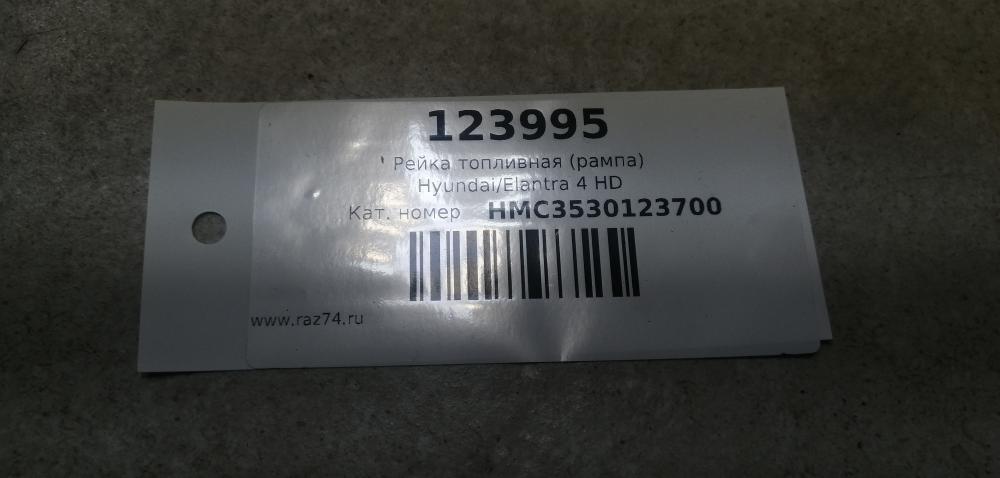 123995
Рейка топливная (рампа)
Hyundai/Elantra 4 HD
Кат. номер HMC3530123700
www.raz74.ru